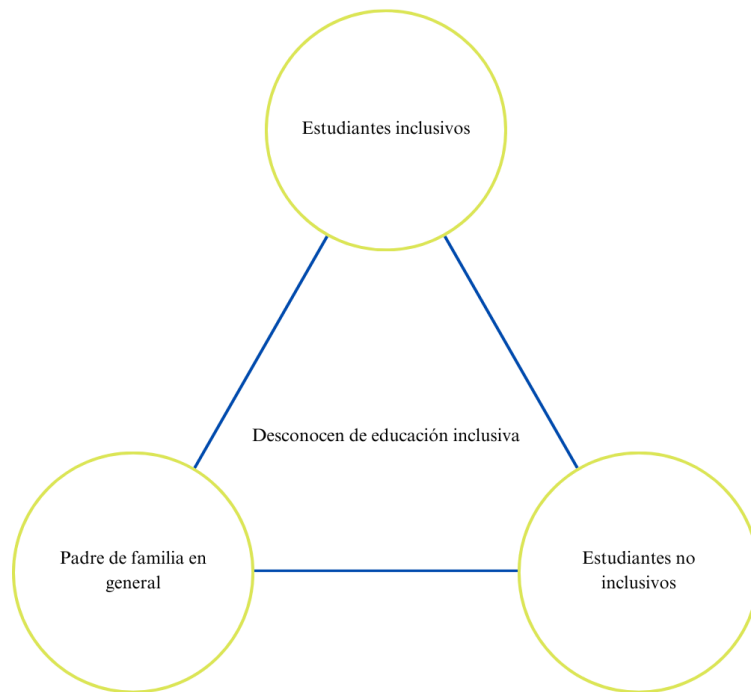 Estudiantes inclusivos
Desconocen de educación inclusiva
Padre de familia en
general
Estudiantes no
inclusivos